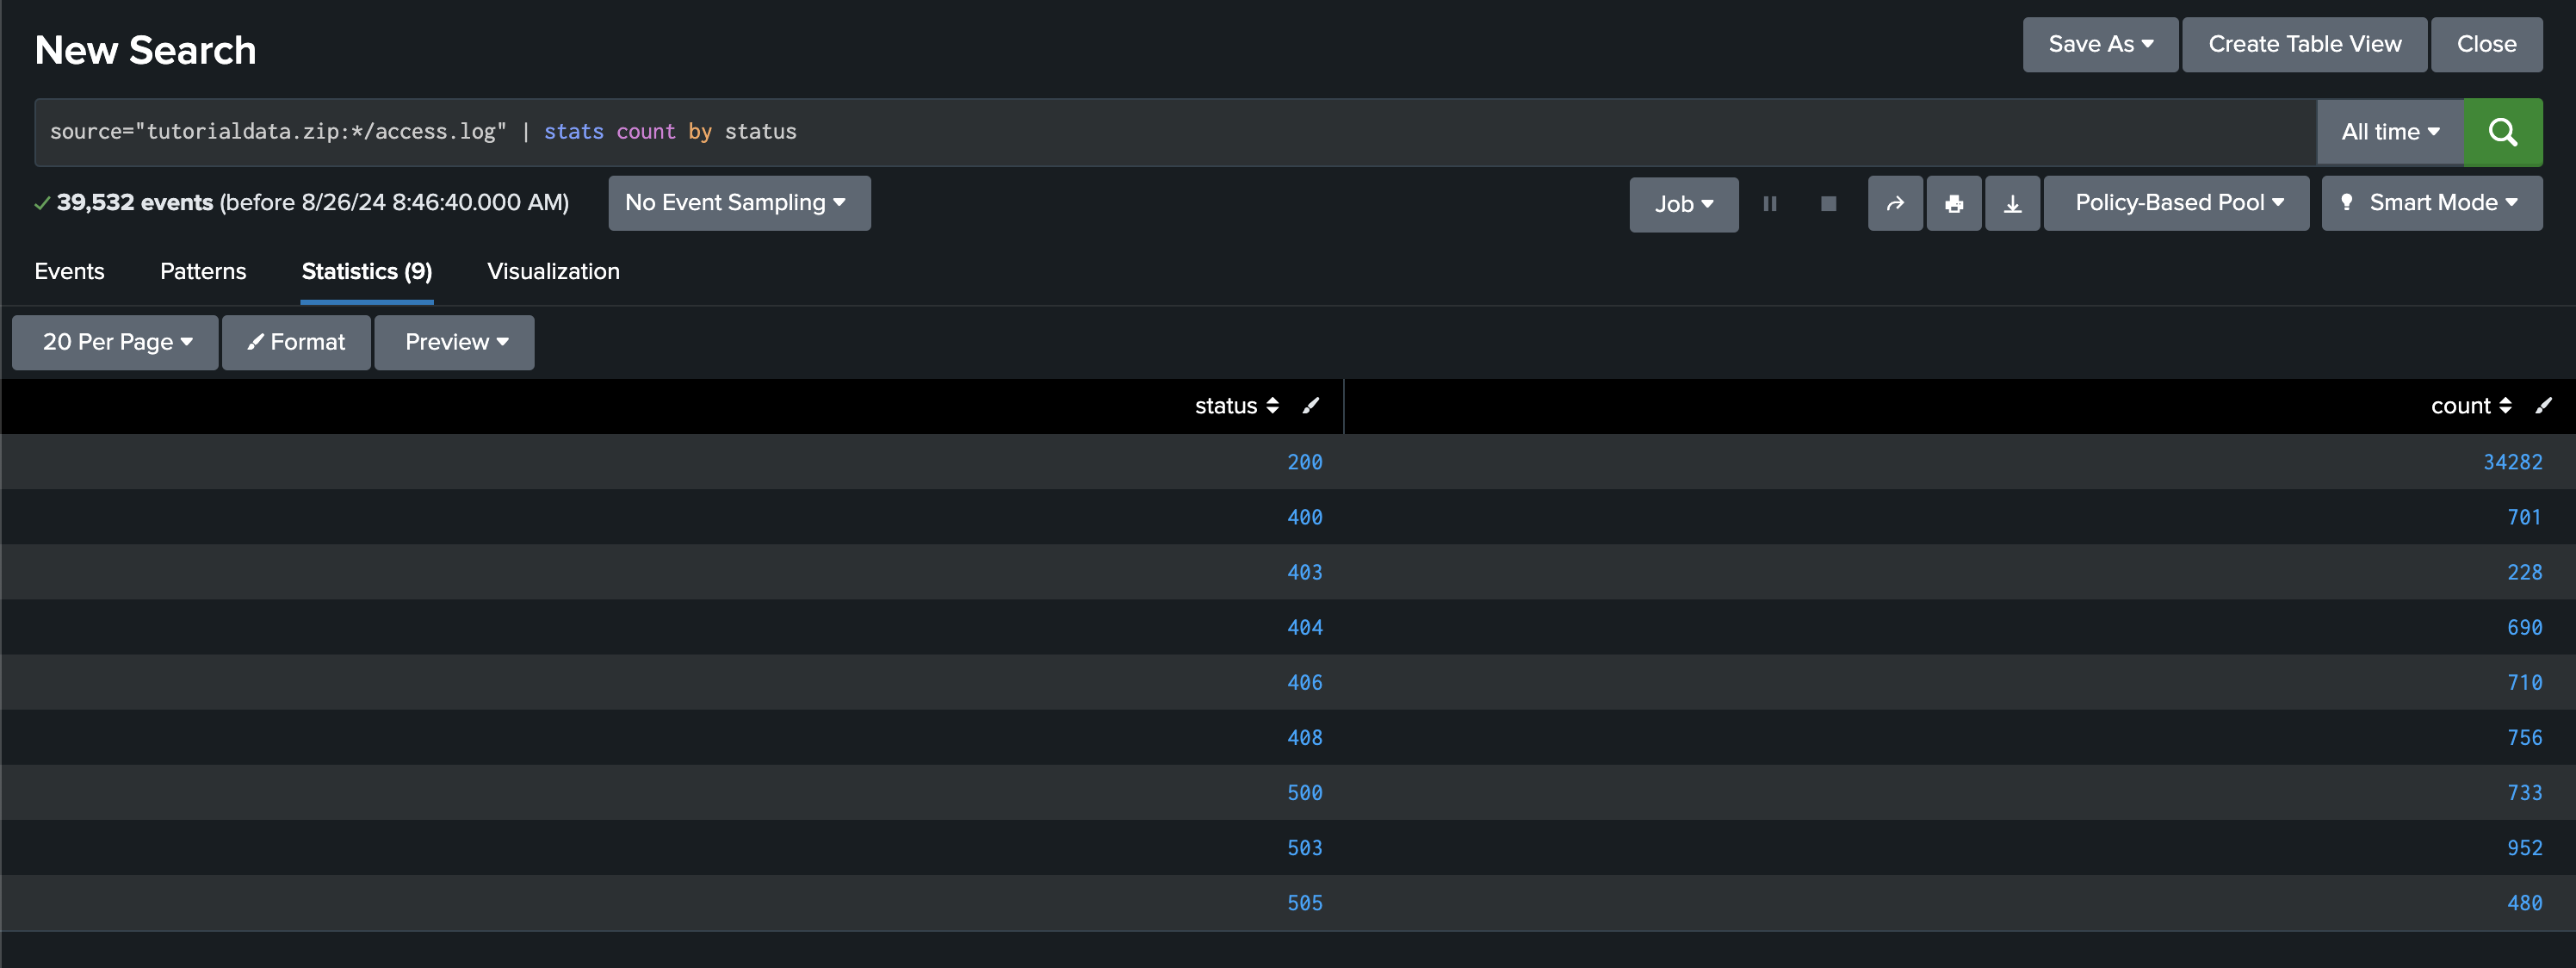 New Search
Save As Create Table View Close
source="tutorialdata.zip:*/access.log" | stats count by status
All time
39,532 events (before 8/26/24 8:46:40.000 AM) No Event Sampling
Job Policy-Based Pool Smart Mode
Events Patterns Statistics (9) Visualization
20 Per Page Format Preview
status count
200 34282
400 701
403 228
404 690
406 710
408 756
500 733
503 952
505 480